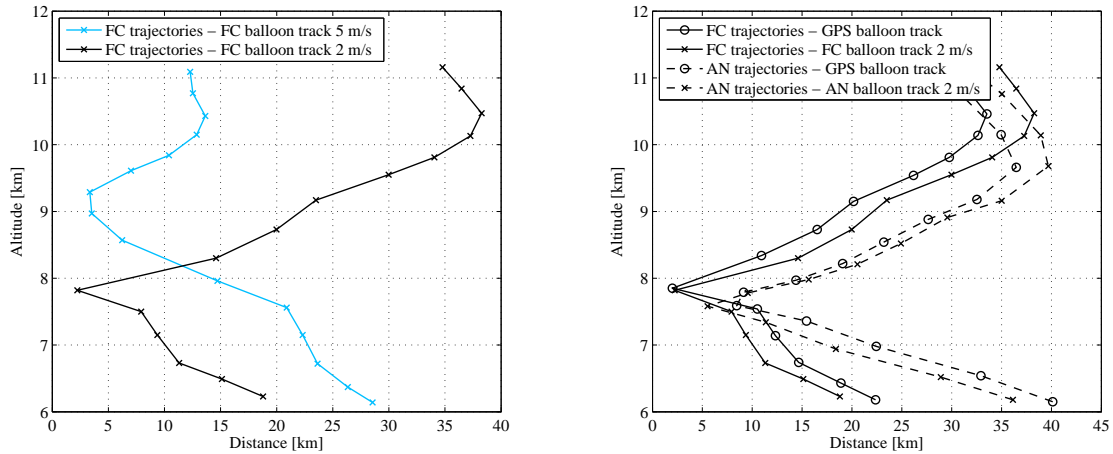 FC trajectories – FC balloon track 5 m/s
FC trajectories – FC balloon track 2 m/s
12
11
10
9
8
7
6
Altitude [km]
0 5 10 15 20 25 30 35 40
Distance [km]
FC trajectories – GPS balloon track
FC trajectories – FC balloon track 2 m/s
AN trajectories – GPS balloon track
AN trajectories – AN balloon track 2 m/s
12
11
10
9
8
7
6
Altitude [km]
0 5 10 15 20 25 30 35 40 45
Distance [km]